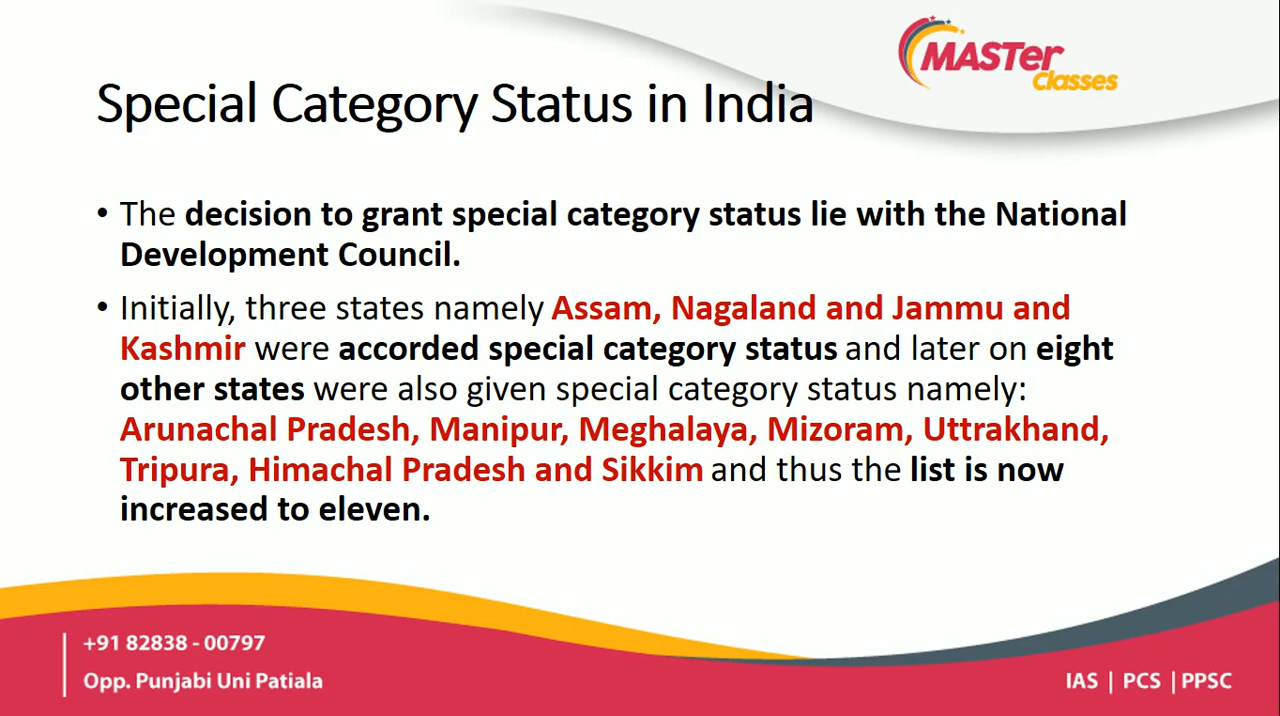 MASTer
Classes
Special Category Status in India
• The decision to grant special category status lie with the National
Development Council.
• Initially, three states namely Assam, Nagaland and Jammu and
Kashmir were accorded special category status and later on eight
other states were also given special category status namely:
Arunachal Pradesh, Manipur, Meghalaya, Mizoram, Uttrakhand,
Tripura, Himachal Pradesh and Sikkim and thus the list is now
increased to eleven.
+91 82838 - 00797
Opp. Punjabi Uni Patiala
IAS | PCS | PPSC